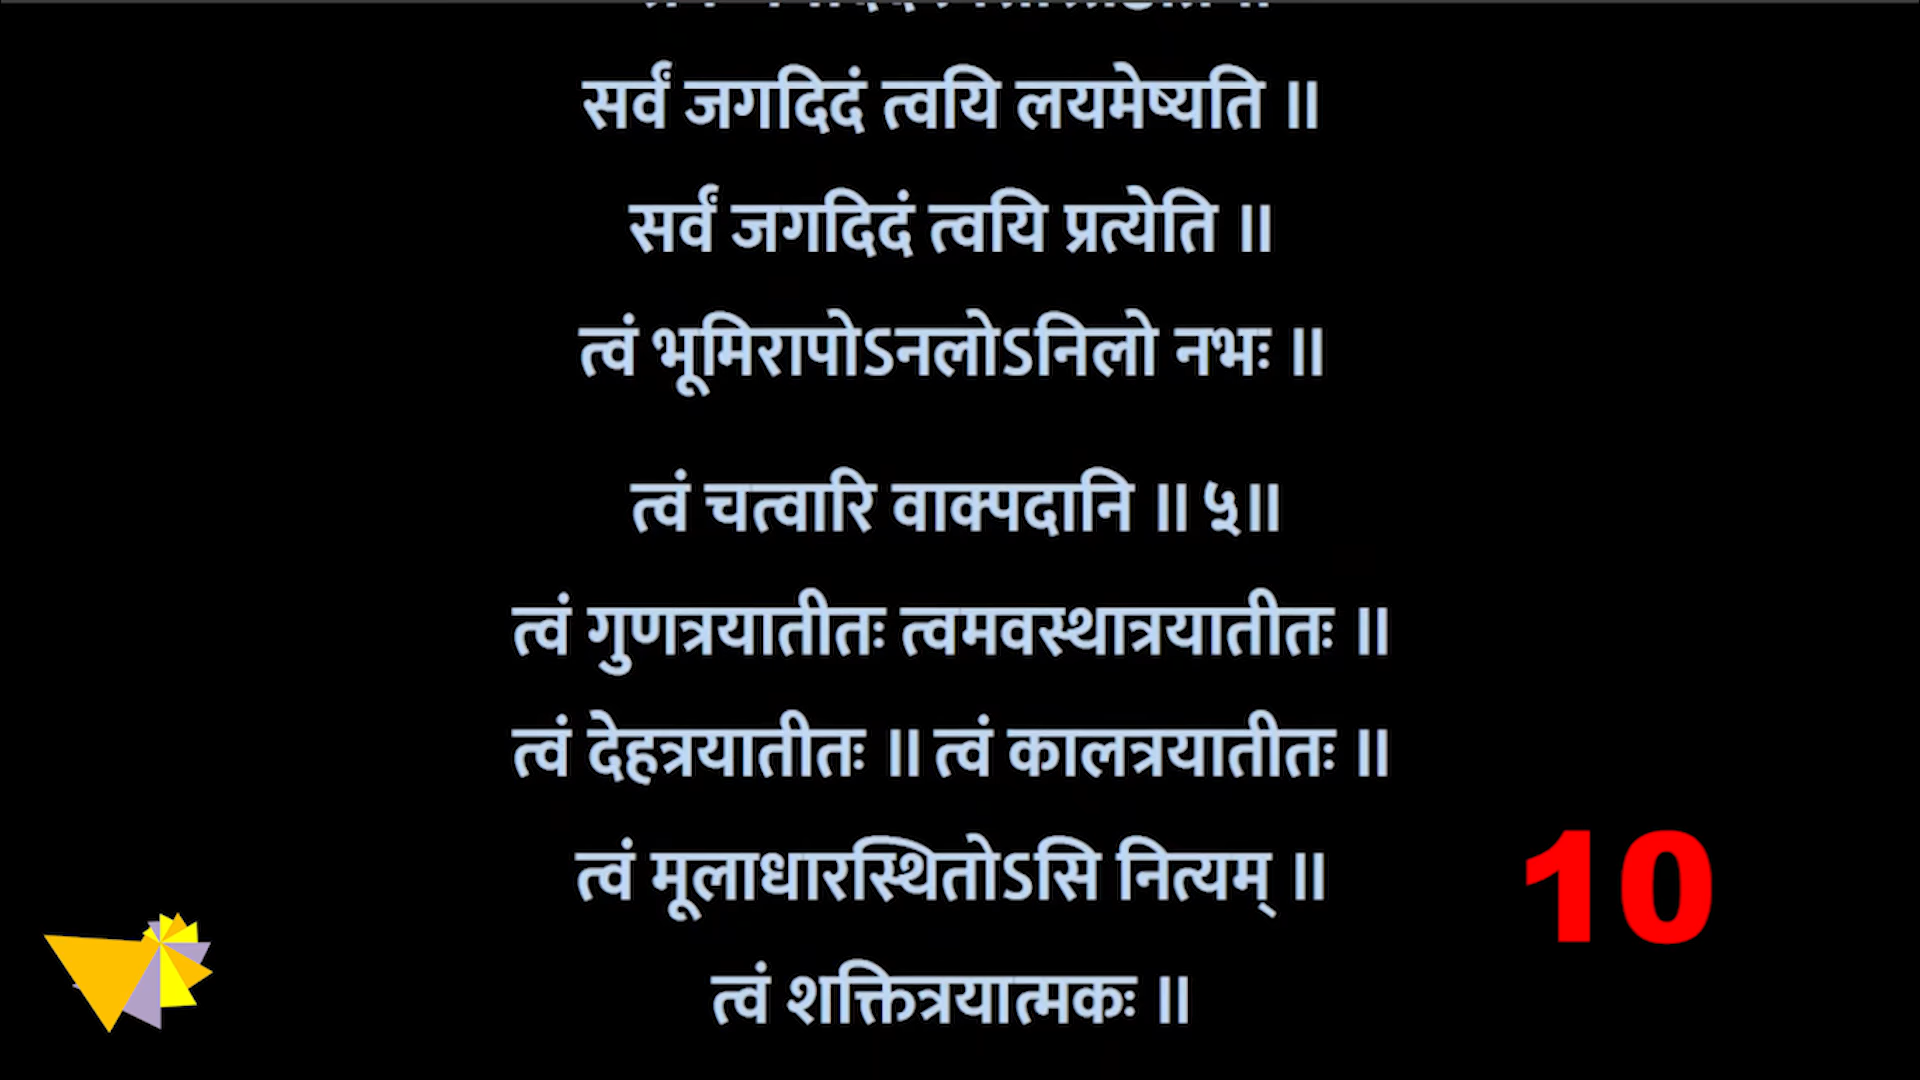 सर्वं जगदिदं त्वयि लयमेष्यति ॥
सर्वं जगदिदं त्वयि प्रत्येति ॥
त्वं भूमिरापोऽनलोऽनिलो नभः ॥
त्वं चत्वारि वाक्पदानि ॥ ५॥
त्वं गुणत्रयातीतः त्वमवस्थात्रयातीतः ॥
त्वं देहत्रयातीतः ॥ त्वं कालत्रयातीतः ॥
त्वं मूलाधारस्थितोऽसि नित्यम् ॥
10
त्वं शक्तित्रयात्मकः ॥